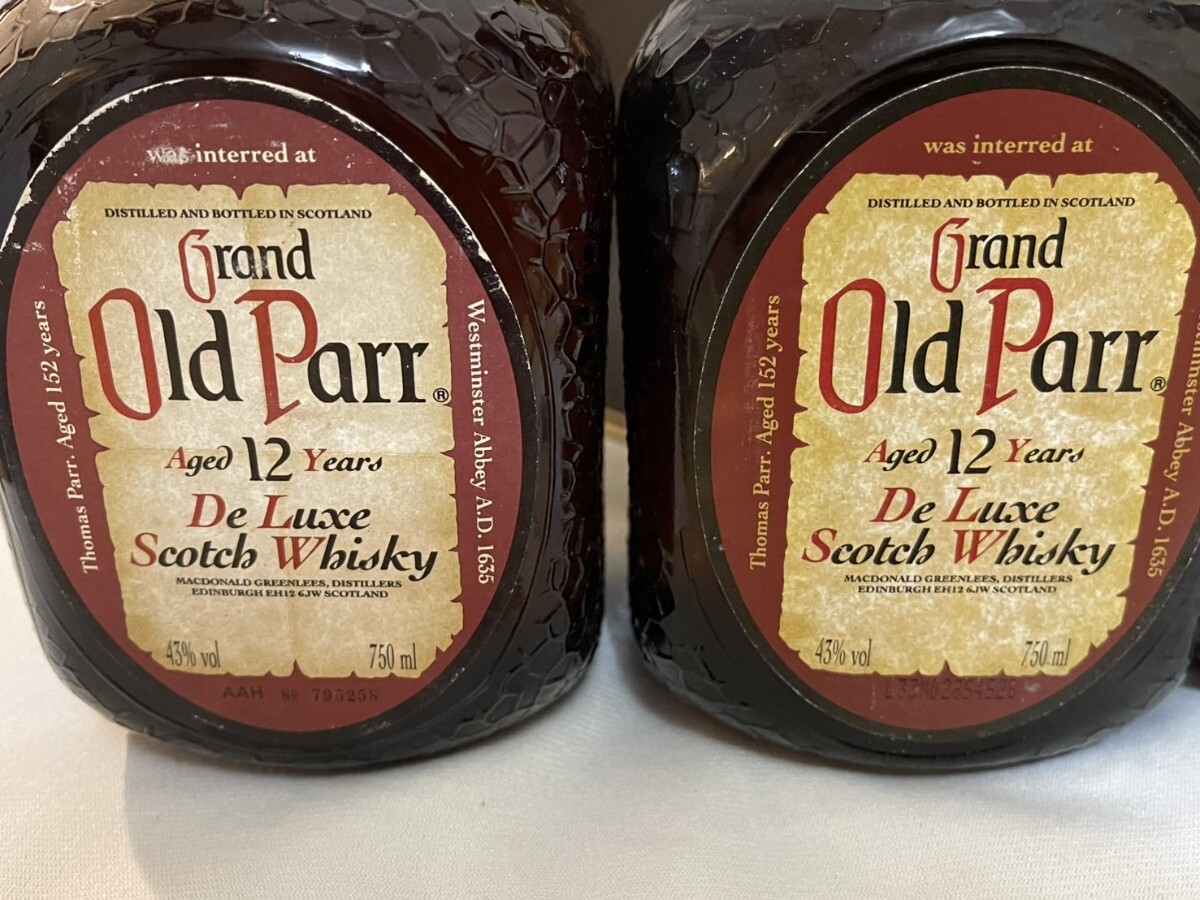 was interred at
DISTILLED AND BOTTLED IN SCOTLAND
Grand
Old Parr®
Aged 12 Years
De Luxe
Scotch Whisky
MACDONALD GREENLEES, DISTILLERS
EDINBURGH EH12 6JW SCOTLAND
43% vol 750 ml
AAH № 795258
Thomas Parr. Aged 152 years
Westminster Abbey A.D. 1635
was interred at
DISTILLED AND BOTTLED IN SCOTLAND
Grand
Old Parr®
Aged 12 Years
De Luxe
Scotch Whisky
MACDONALD GREENLEES, DISTILLERS
EDINBURGH EH12 6JW SCOTLAND
43% vol 750 ml
Thomas Parr. Aged 152 years
Abbey A.D. 1635